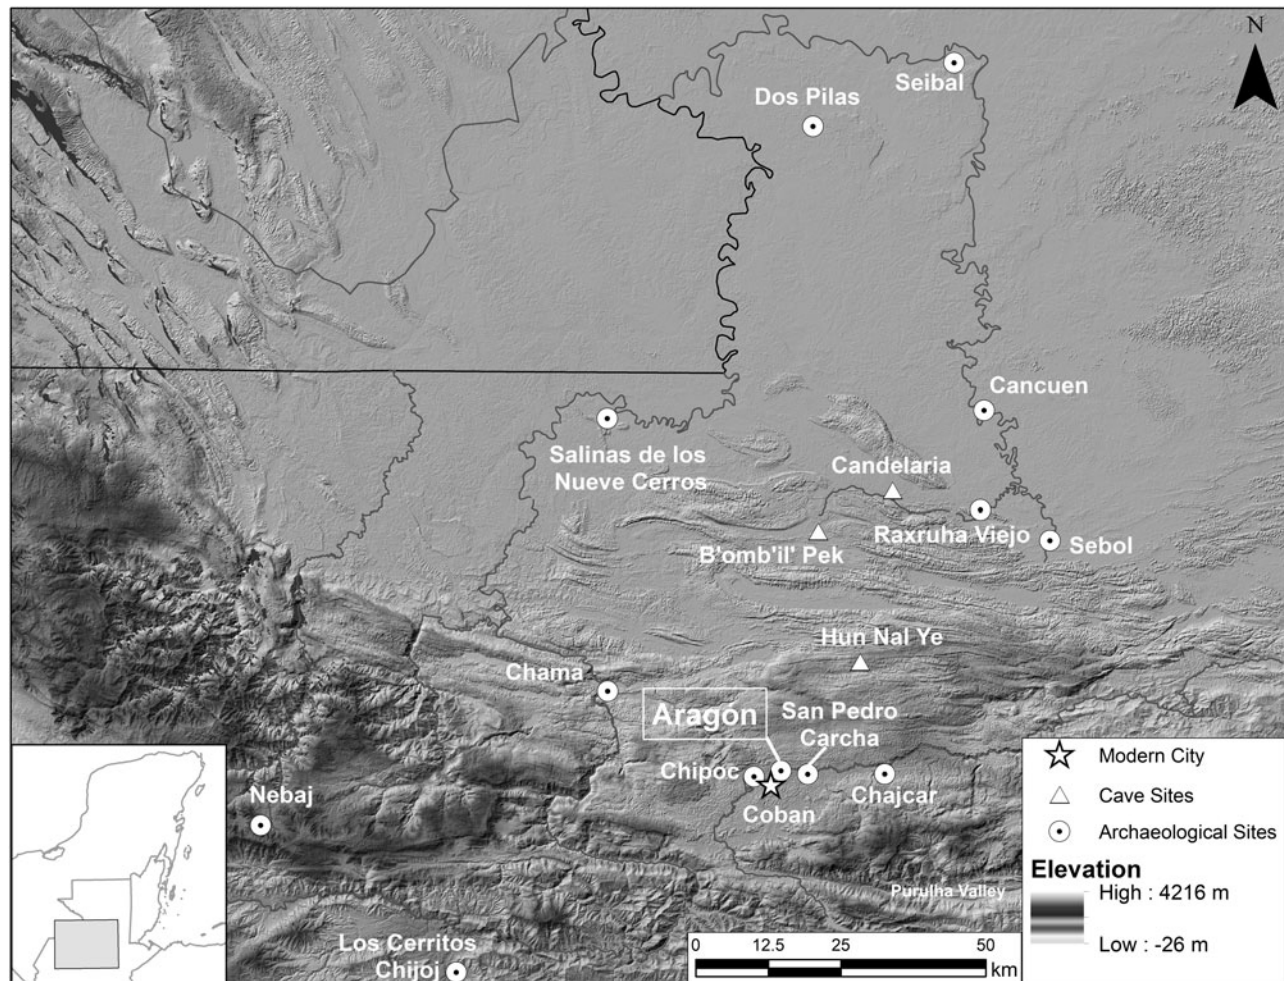 N
Seibal
Dos Pilas
Cancuen
Salinas de los
Nueve Cerros
Candelaria
Raxruha Viejo
B'omb'il' Pek
Sebol
Hun Nal Ye
Chama
Aragón
San Pedro
Carcha
Chipoc
Coban
Chajcar
Nebaj
Purulha Valley
Los Cerritos
Chijoj
Modern City
Cave Sites
Archaeological Sites
Elevation
High : 4216 m
Low : -26 m
0 12.5 25 50
km